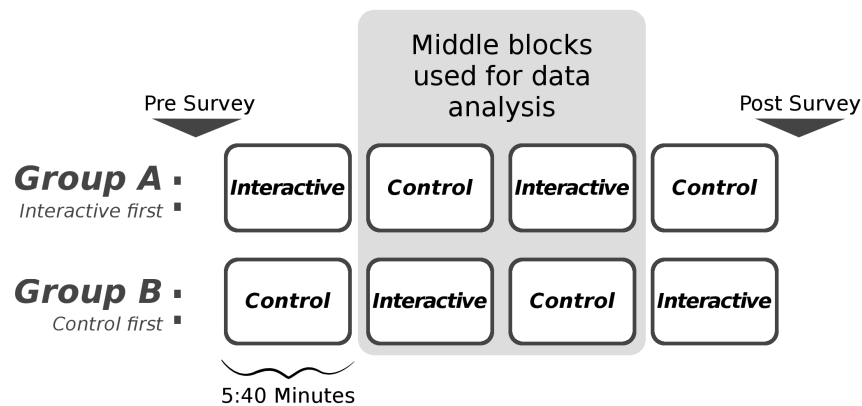 Middle blocks
used for data
analysis
Pre Survey
Post Survey
Group A :
Interactive first
Interactive
Control
Interactive
Control
Group B :
Control first
Control
Interactive
Control
Interactive
5:40 Minutes